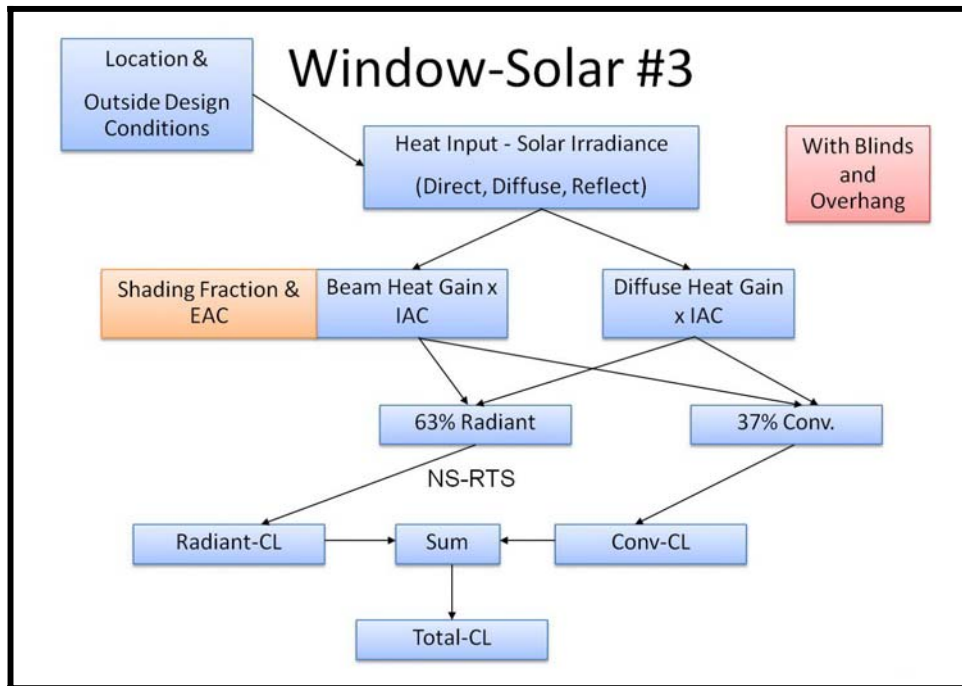 Location &
Outside Design
Conditions
Window-Solar #3
Heat Input - Solar Irradiance
(Direct, Diffuse, Reflect)
With Blinds
and
Overhang
Shading Fraction &
EAC
Beam Heat Gain x
IAC
Diffuse Heat Gain
x IAC
63% Radiant
37% Conv.
NS-RTS
Radiant-CL
Sum
Conv-CL
Total-CL